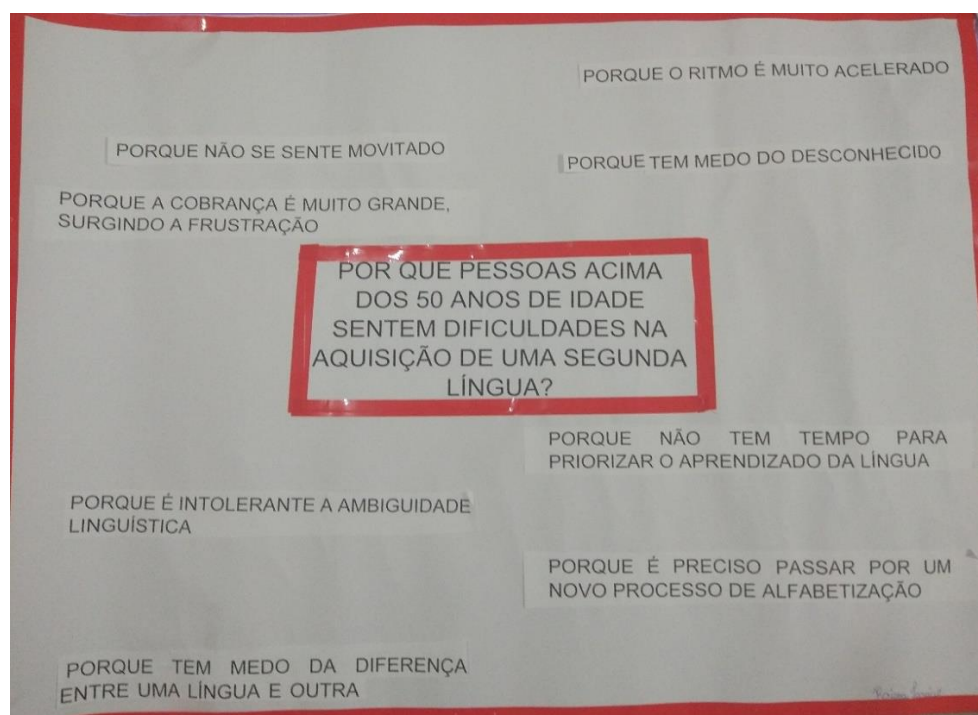 PORQUE O RITMO É MUITO ACELERADO
PORQUE NÃO SE SENTE MOVITADO
PORQUE TEM MEDO DO DESCONHECIDO
PORQUE A COBRANÇA É MUITO GRANDE,
SURGINDO A FRUSTRAÇÃO
POR QUE PESSOAS ACIMA
DOS 50 ANOS DE IDADE
SENTEM DIFICULDADES NA
AQUISIÇÃO DE UMA SEGUNDA
LÍNGUA?
PORQUE NÃO TEM TEMPO PARA
PRIORIZAR O APRENDIZADO DA LÍNGUA
PORQUE É INTOLERANTE A AMBIGUIDADE
LINGUÍSTICA
PORQUE É PRECISO PASSAR POR UM
NOVO PROCESSO DE ALFABETIZAÇÃO
PORQUE TEM MEDO DA DIFERENÇA
ENTRE UMA LÍNGUA E OUTRA